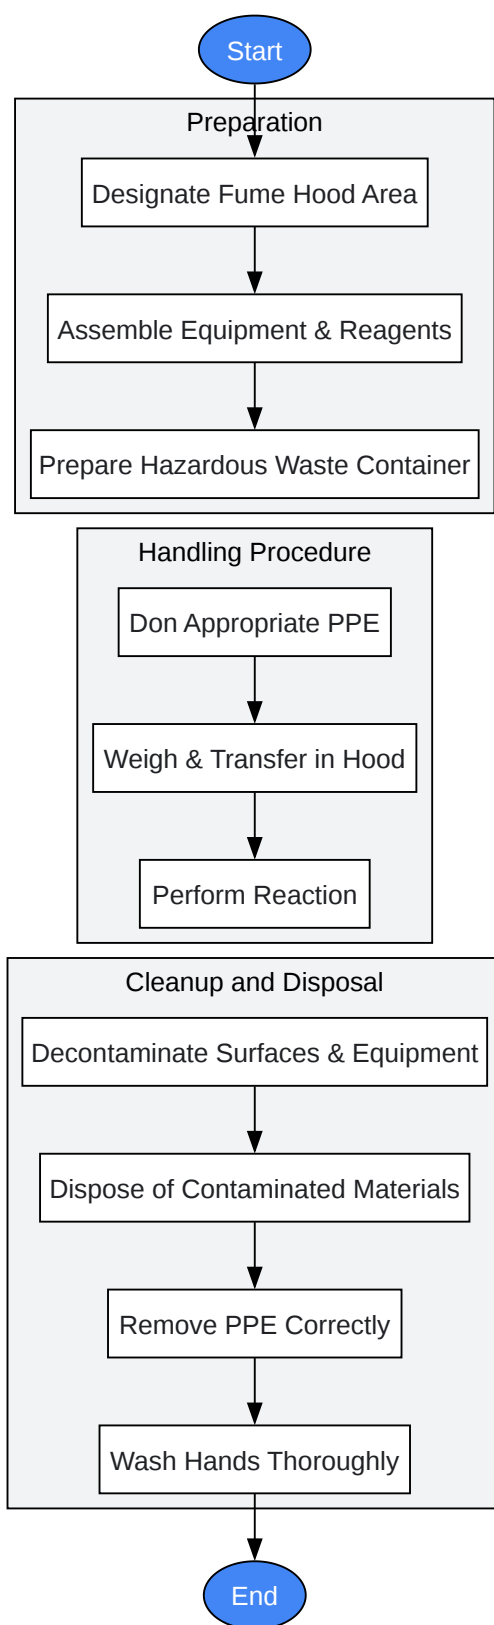 Start
Preparation
Designate Fume Hood Area
Assemble Equipment & Reagents
Prepare Hazardous Waste Container
Handling Procedure
Don Appropriate PPE
Weigh & Transfer in Hood
Perform Reaction
Cleanup and Disposal
Decontaminate Surfaces & Equipment
Dispose of Contaminated Materials
Remove PPE Correctly
Wash Hands Thoroughly
End